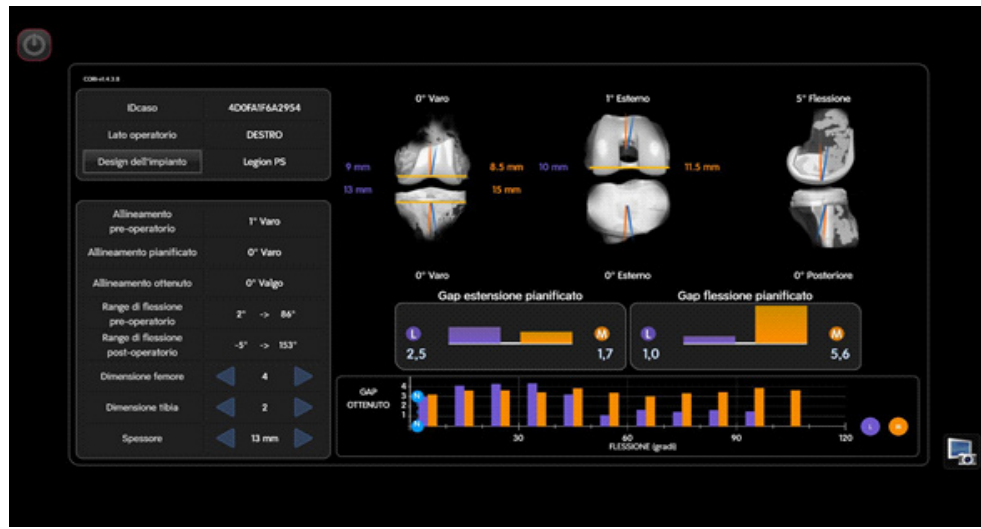 CORI-v1.4.3.8
IDcaso 4D0FA1F6A2954
Lato operatorio DESTRO
Design dell'impianto Legion PS
Allineamento
pre-operatorio 1° Varo
Allineamento pianificato 0° Varo
Allineamento ottenuto 0° Valgo
Range di flessione
pre-operatorio 2° -> 86°
Range di flessione
post-operatorio -5° -> 153°
Dimensione femore 4
Dimensione tibia 2
Spessore 13 mm
0° Varo 1° Esterno 5° Flessione
9 mm 8.5 mm 10 mm 11.5 mm
13 mm 15 mm
0° Varo 0° Esterno 0° Posteriore
Gap estensione pianificato Gap flessione pianificato
L M L M
2,5 1,7 1,0 5,6
GAP
OTTENUTO
4
3
2
1
N
N
30 60 90 120
FLESSIONE (gradi)
L M